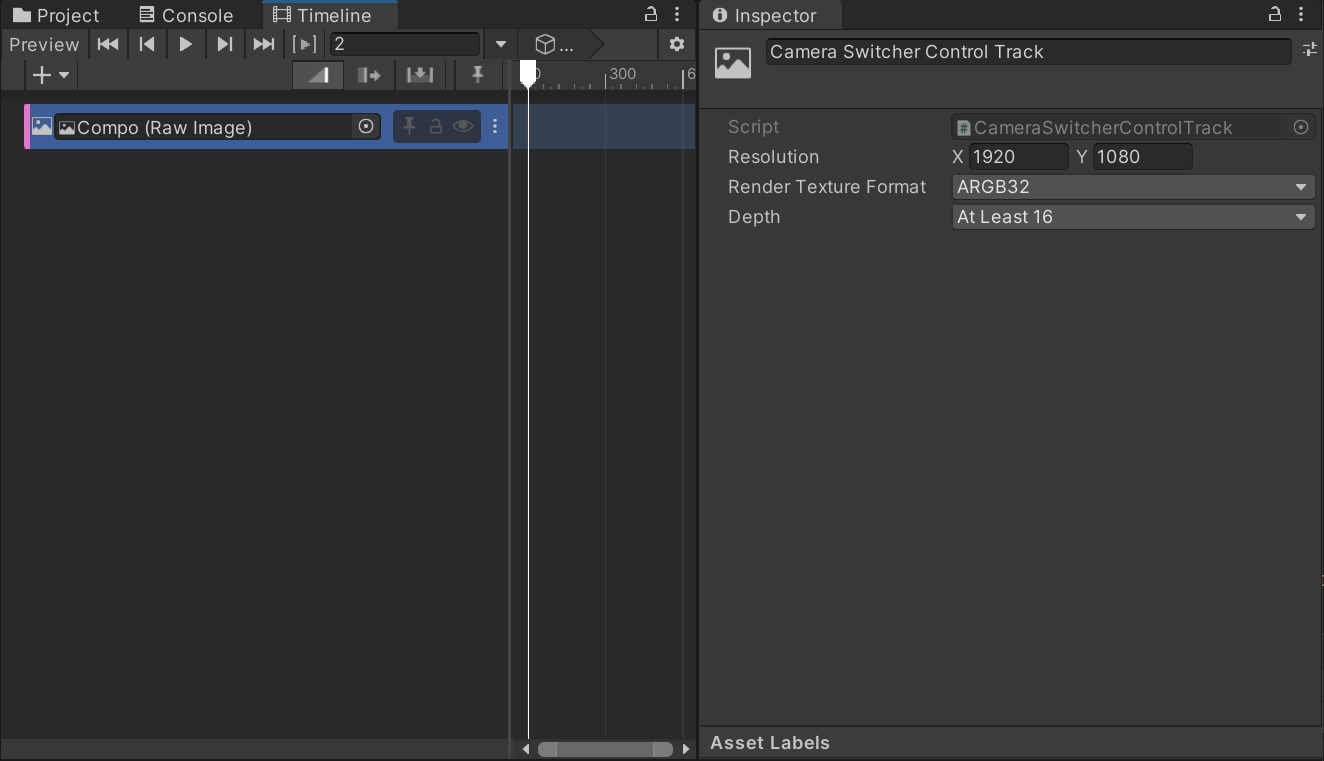 Project Console Timeline
Preview 2 ...
300 6
Compo (Raw Image)
Inspector
Camera Switcher Control Track
Script CameraSwitcherControlTrack
Resolution X 1920 Y 1080
Render Texture Format ARGB32
Depth At Least 16
Asset Labels